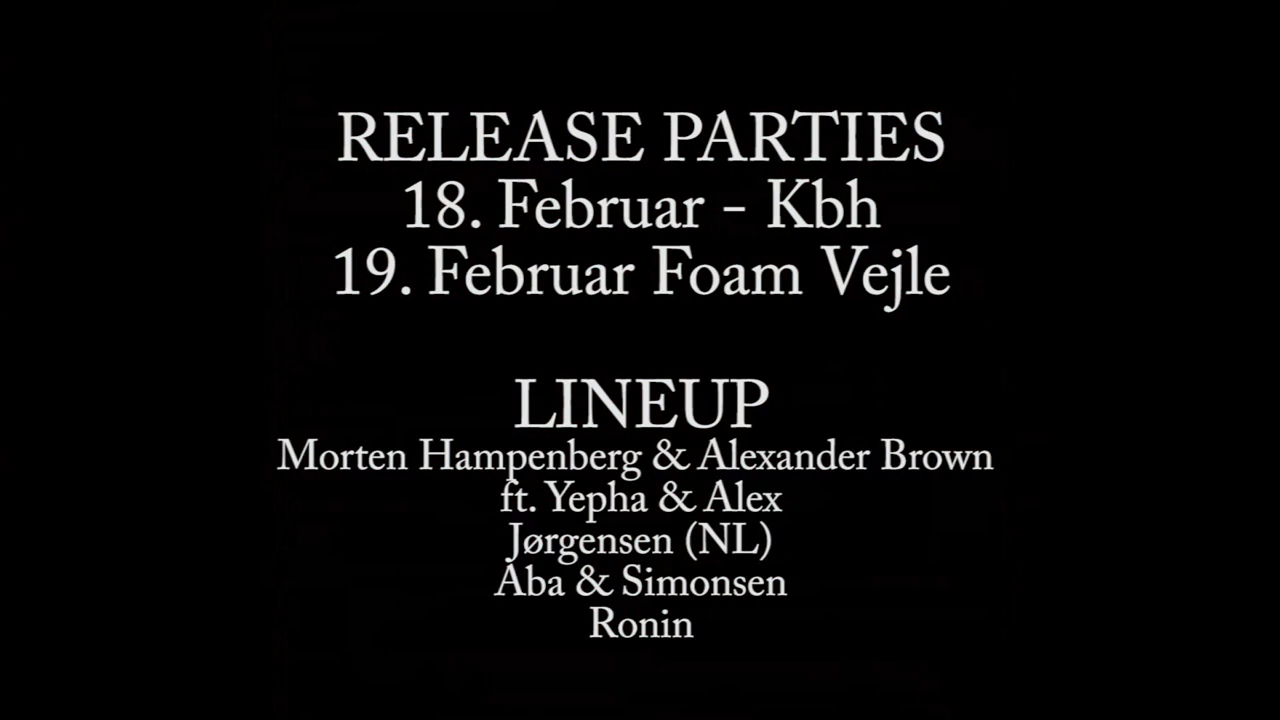 RELEASE PARTIES
18. Februar - Kbh
19. Februar Foam Vejle
LINEUP
Morten Hampenberg & Alexander Brown
ft. Yepha & Alex
Jørgensen (NL)
Åba & Simonsen
Ronin